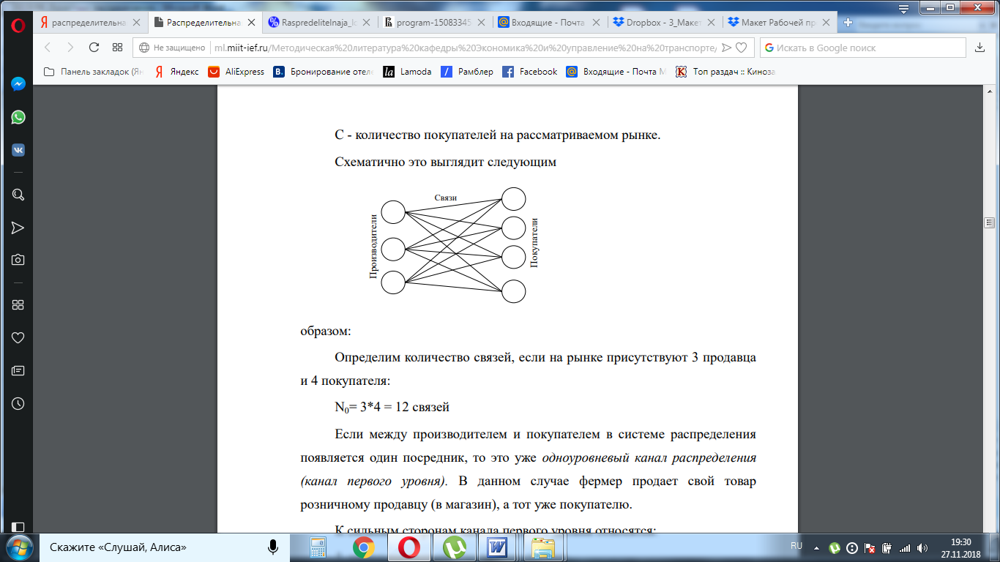 распределительна
Распределительна
Raspredelitelnaja_lo
program-15083345
Входящие - Почта
Dropbox - 3_Макет
Макет Рабочей пр
Не защищено
ml.miit-ief.ru/Методическая%20литература%20кафедры%20Экономика%20и%20управление%20на%20транспорте/
Искать в Google поиск
Панель закладок (Ян
Яндекс
AliExpress
Бронирование отеле
Lamoda
Рамблер
Facebook
Входящие - Почта M
Топ раздач :: Киноза
С - количество покупателей на рассматриваемом рынке.
Схематично это выглядит следующим
Связи
Производители
Покупатели
образом:
Определим количество связей, если на рынке присутствуют 3 продавца
и 4 покупателя:
N0= 3*4 = 12 связей
Если между производителем и покупателем в системе распределения
появляется один посредник, то это уже одноуровневый канал распределения
(канал первого уровня). В данном случае фермер продает свой товар
розничному продавцу (в магазин), а тот уже покупателю.
К сильным сторонам канала первого уровня относятся:
Скажите «Слушай, Алиса»
RU
19:30
27.11.2018